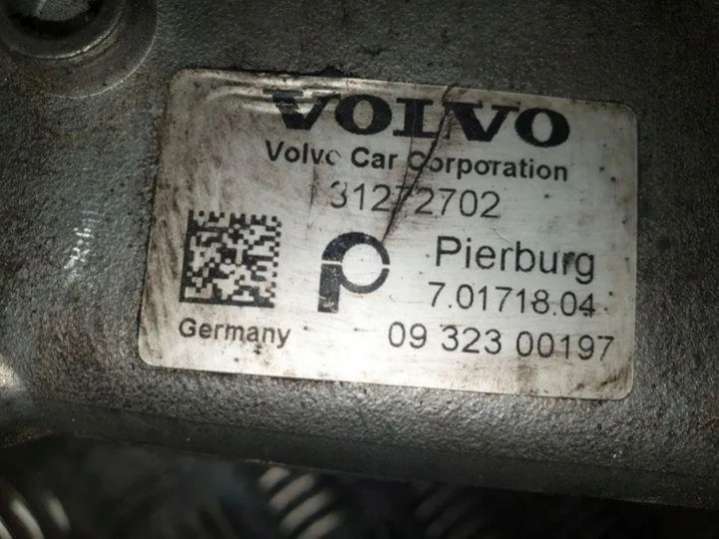 VOLVO
Volvo Car Corporation
31272702
Pierburg
7.01718.04
Germany
09 323 00197